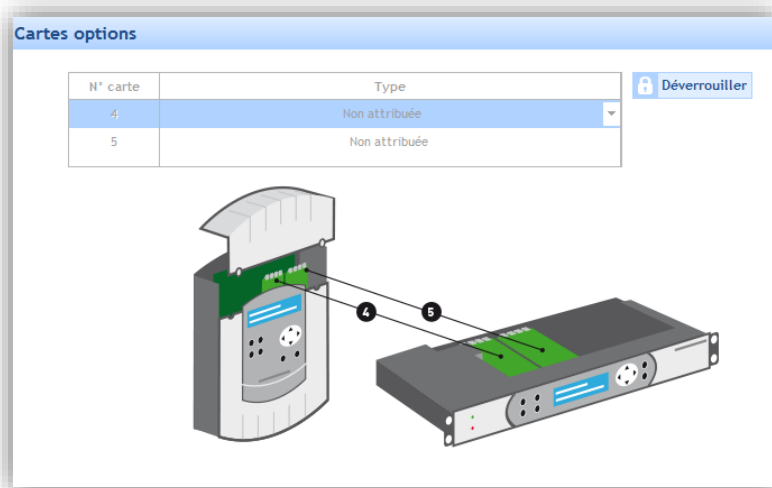 Cartes options
N° carte Type
Déverrouiller
4 Non attribuée
5 Non attribuée
4 5